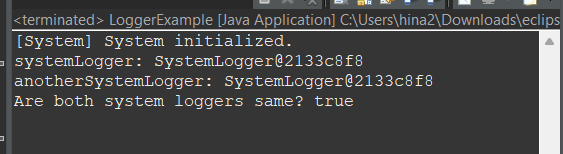 <terminated> LoggerExample [Java Application] C:\Users\hina2\Downloads\eclips
[System] System initialized.
systemLogger: SystemLogger@2133c8f8
anotherSystemLogger: SystemLogger@2133c8f8
Are both system loggers same? true